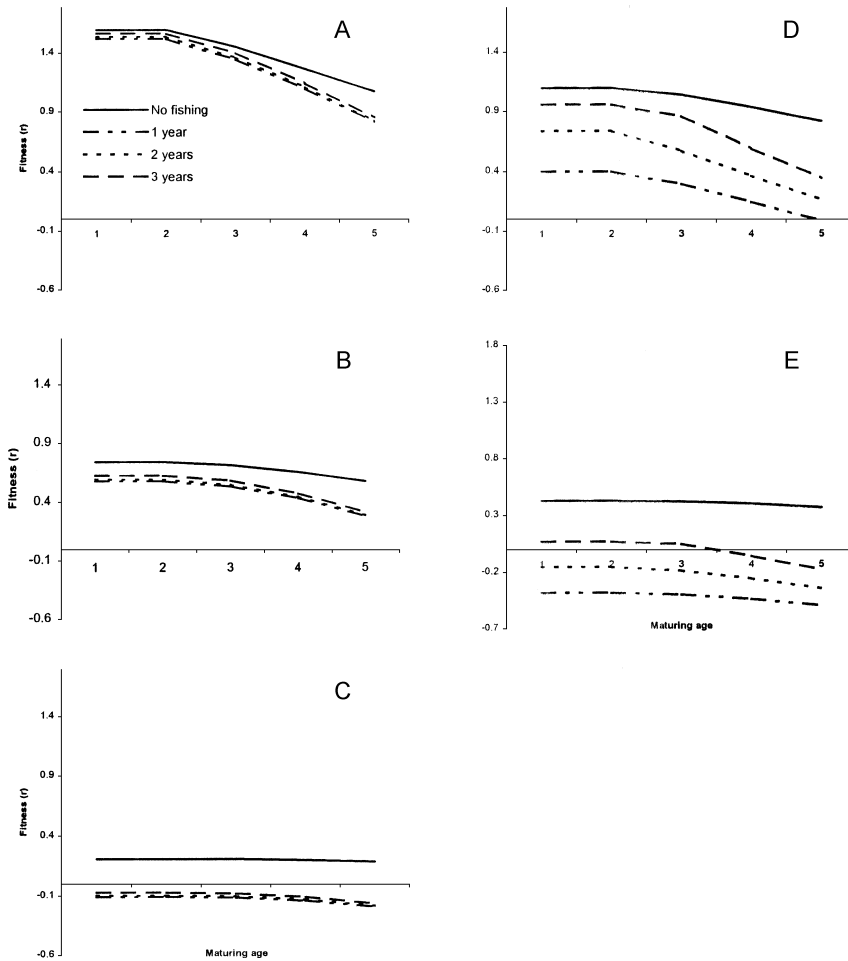 A
1.4
0.9
0.4
-0.1
-0.6
Fitness (r)
No fishing
1 year
2 years
3 years
1 2 3 4 5
D
1.4
0.9
0.4
-0.1
-0.6
1 2 3 4 5
B
1.4
0.9
0.4
-0.1
-0.6
Fitness (r)
1 2 3 4 5
E
1.8
1.3
0.8
0.3
-0.2
-0.7
1 2 3 4 5
Maturing age
C
1.4
0.9
0.4
-0.1
-0.6
Fitness (r)
Maturing age